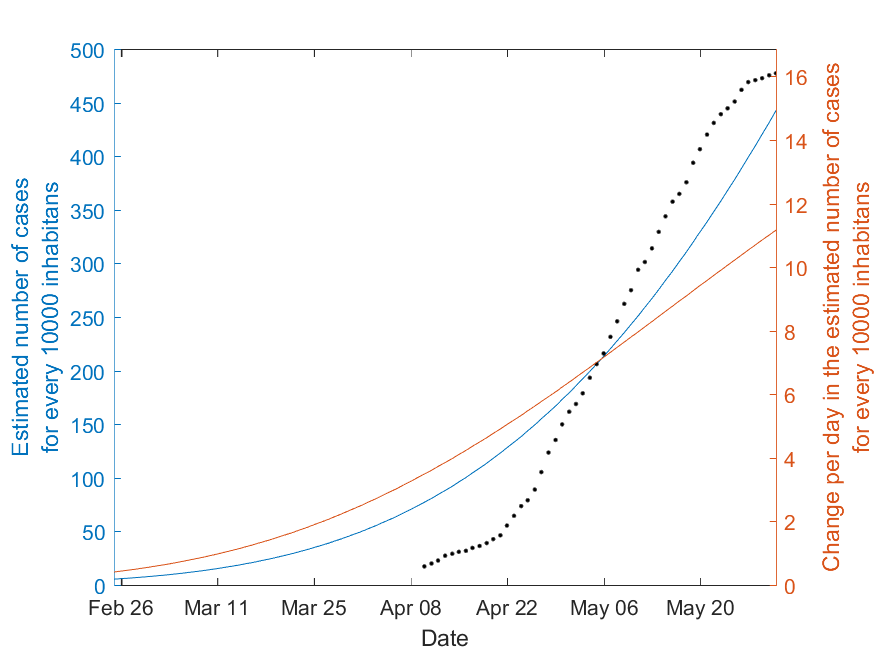 Estimated number of cases
for every 10000 inhabitans
500
450
400
350
300
250
200
150
100
50
0
Feb 26
Mar 11
Mar 25
Apr 08
Apr 22
May 06
May 20
Date
16
14
12
10
8
6
4
2
0
Change per day in the estimated number of cases
for every 10000 inhabitans